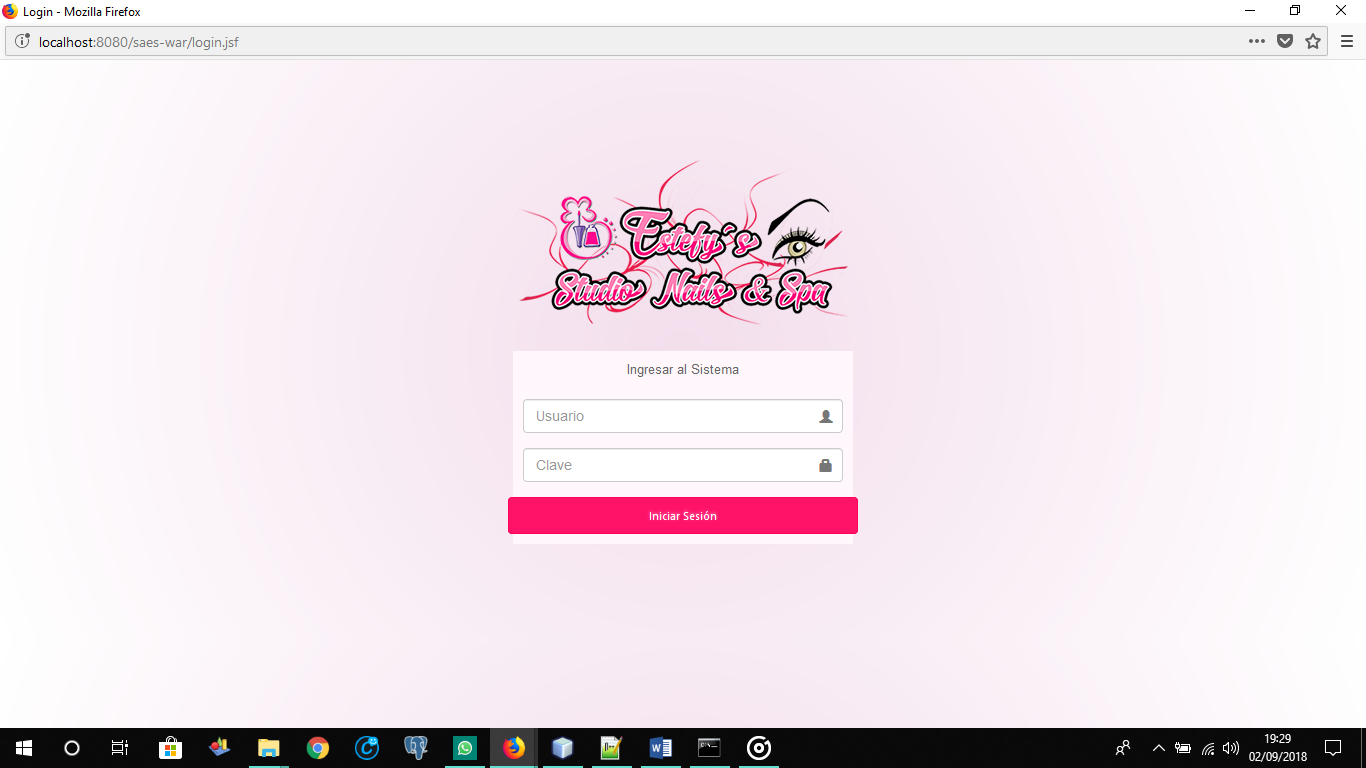 Login - Mozilla Firefox
localhost:8080/saes-war/login.jsf
Estefy´s
Studio Nails & Spa
Ingresar al Sistema
Usuario
Clave
Iniciar Sesión
19:29
02/09/2018